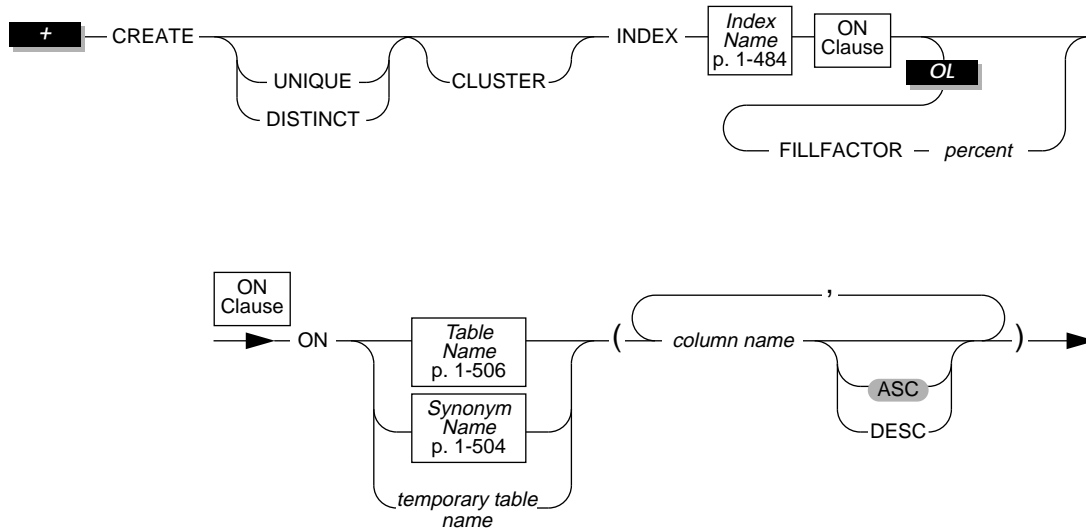 + CREATE UNIQUE DISTINCT CLUSTER INDEX
Index
Name
p. 1-484
ON
Clause
OL
FILLFACTOR percent
ON
Clause
ON
Table
Name
p. 1-506
Synonym
Name
p. 1-504
temporary table
name
(
column name
,
ASC
DESC
)